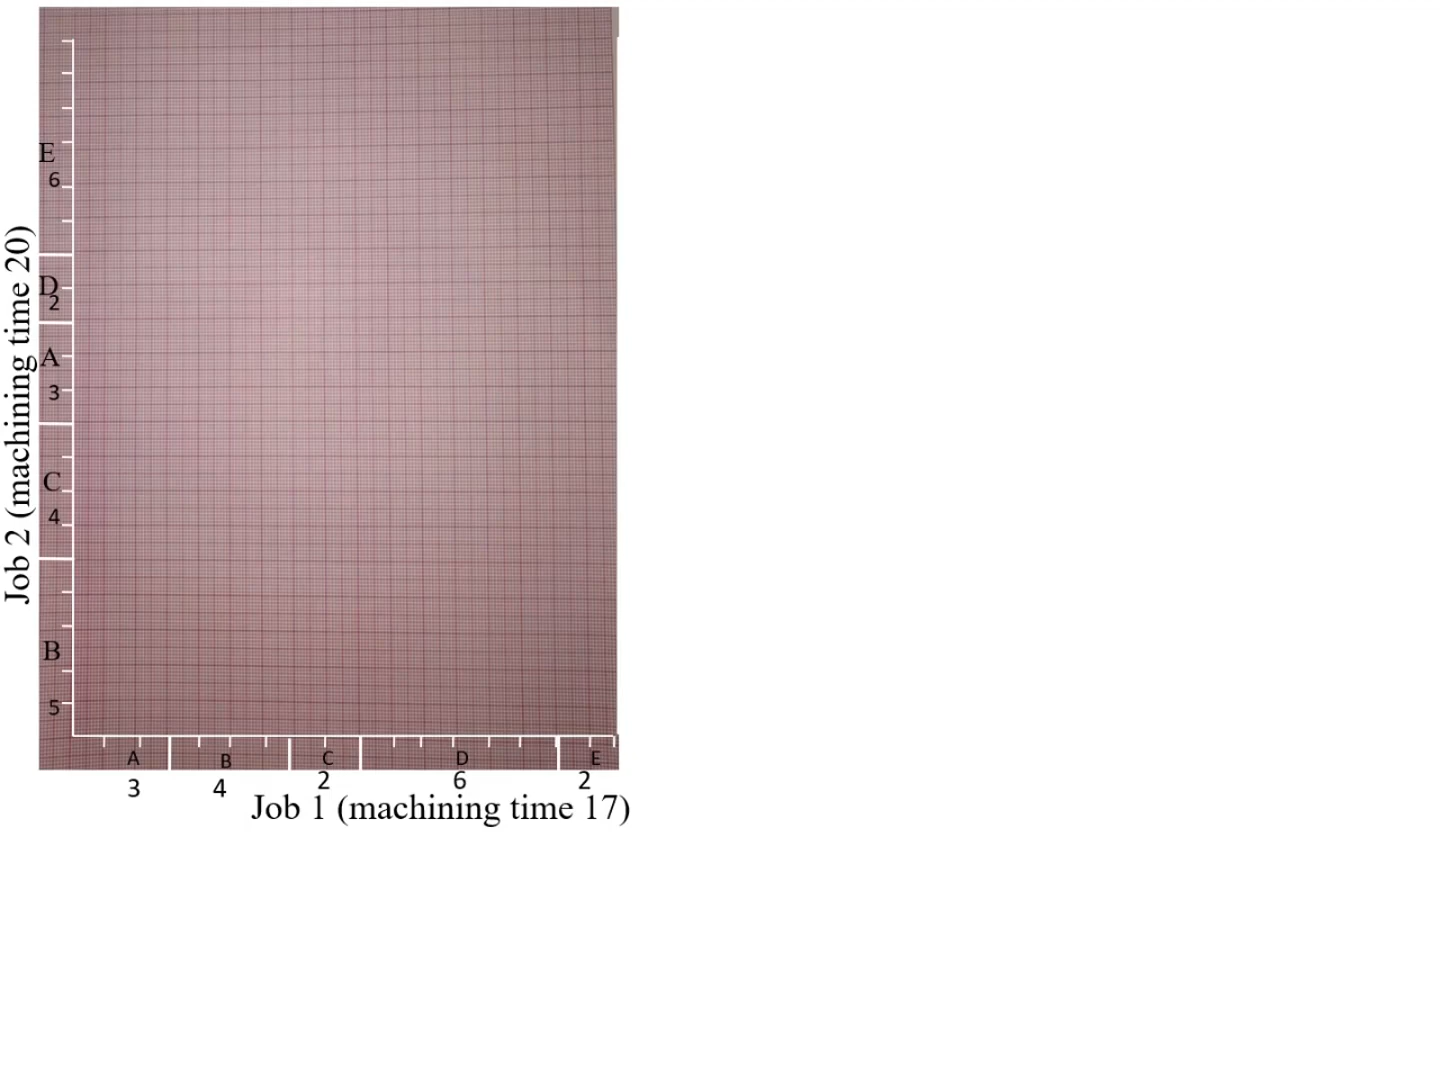 Job 2 (machining time 20)
E
6
D
2
A
3
C
4
B
5
A B C D E
3 4 2 6 2
Job 1 (machining time 17)